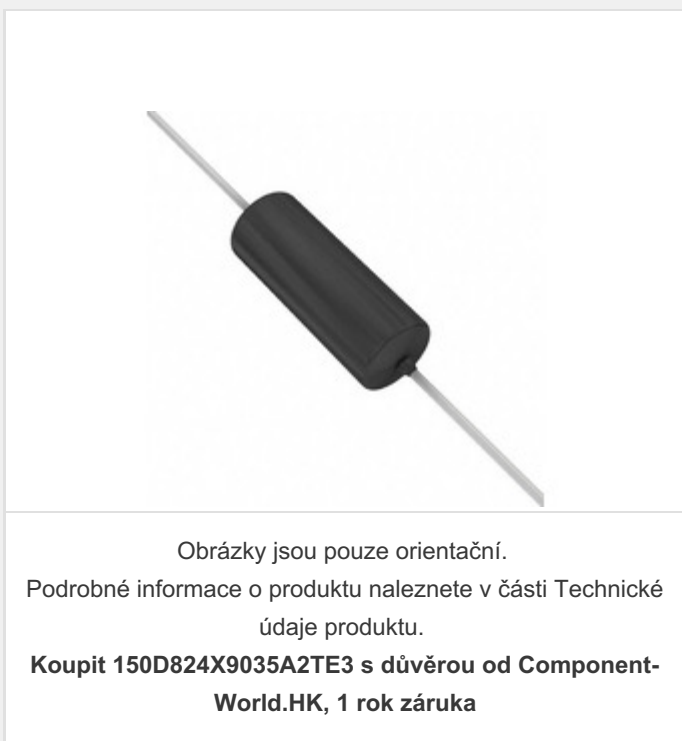 Obrázky jsou pouze orientační.
Podrobné informace o produktu naleznete v části Technické
údaje produktu.
Koupit 150D824X9035A2TE3 s důvěrou od Component-
World.HK, 1 rok záruka